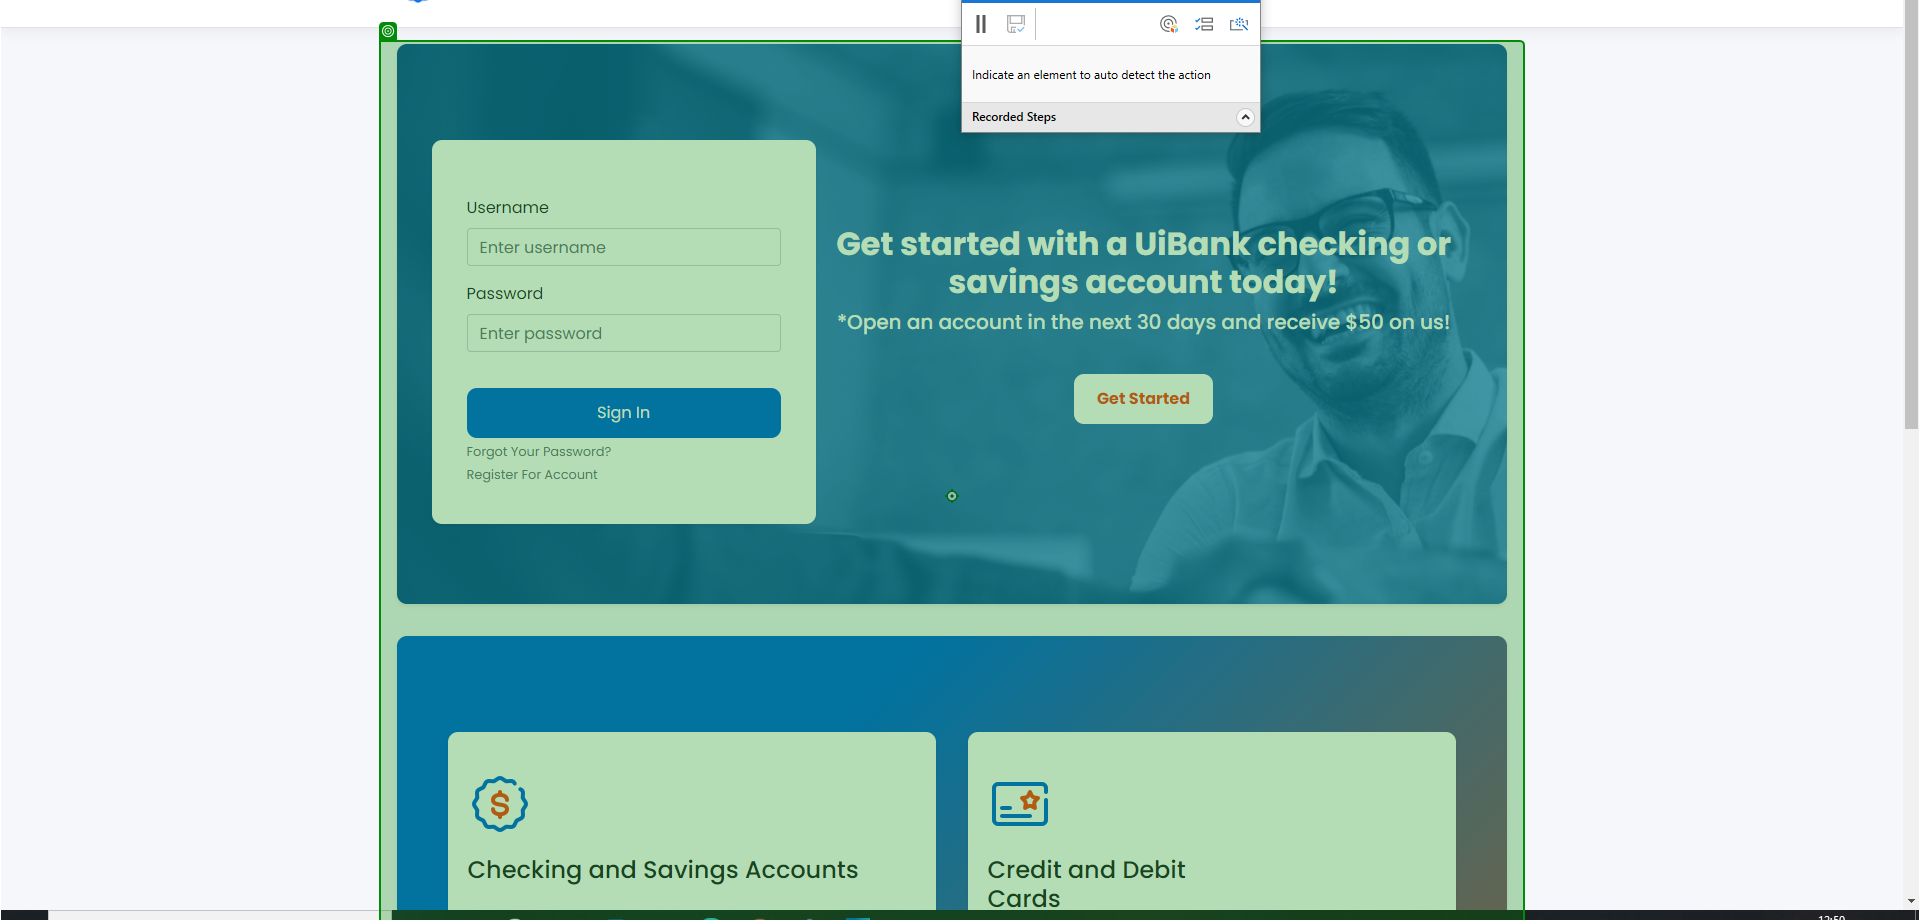 Indicate an element to auto detect the action
Recorded Steps
Username
Enter username
Password
Enter password
Sign In
Forgot Your Password?
Register For Account
Get started with a UiBank checking or
savings account today!
*Open an account in the next 30 days and receive $50 on us!
Get Started
$
Checking and Savings Accounts
Credit and Debit
Cards